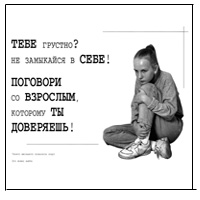 ТЕБЕ ГРУСТНО?
НЕ ЗАМЫКАЙСЯ В СЕБЕ!
ПОГОВОРИ
СО ВЗРОСЛЫМ,
КОТОРОМУ ТЫ
ДОВЕРЯЕШЬ!